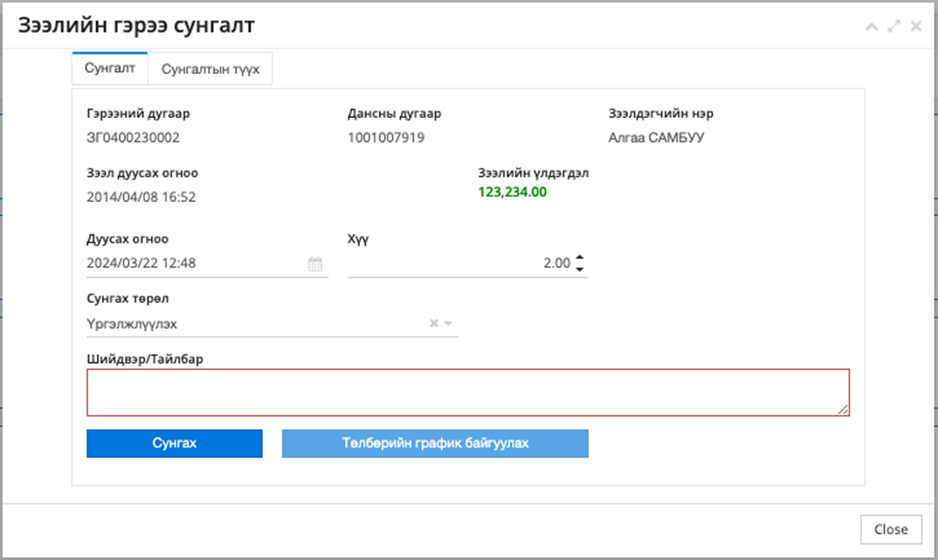 Зээлийн гэрээ сунгалт
Сунгалт Сунгалтын түүх
Гэрээний дугаар Дансны дугаар Зээлдэгчийн нэр
ЗГ0400230002 1001007919 Алгаа САМБУУ
Зээл дуусах огноо Зээлийн үлдэгдэл
2014/04/08 16:52 123,234.00
Дуусах огноо Хүү
2024/03/22 12:48 2.00
Сунгах төрөл
Үргэлжлүүлэх
Шийдвэр/Тайлбар
Сунгах Төлбөрийн график байгуулах
Close